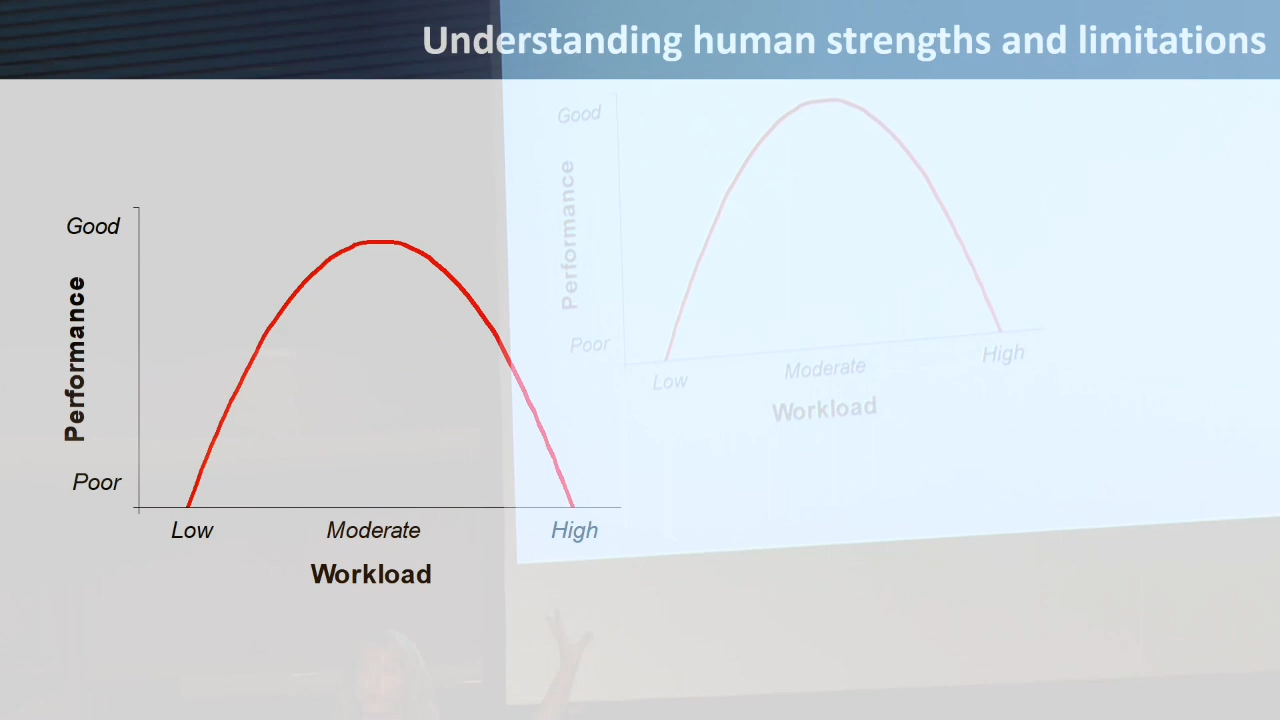 Understanding human strengths and limitations
Good
Performance
Poor
Low Moderate High
Workload
Good
Performance
Poor
Low Moderate High
Workload